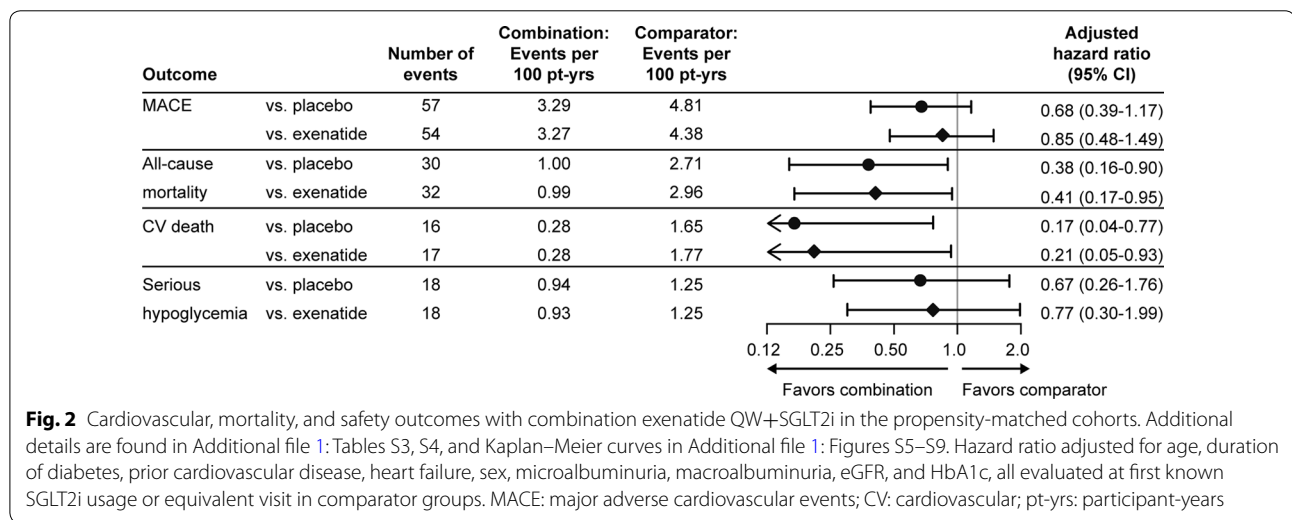 Outcome Number of events Combination: Events per 100 pt-yrs Comparator: Events per 100 pt-yrs Adjusted hazard ratio (95% CI)
MACE vs. placebo 57 3.29 4.81 0.68 (0.39-1.17)
vs. exenatide 54 3.27 4.38 0.85 (0.48-1.49)
All-cause vs. placebo 30 1.00 2.71 0.38 (0.16-0.90)
mortality vs. exenatide 32 0.99 2.96 0.41 (0.17-0.95)
CV death vs. placebo 16 0.28 1.65 0.17 (0.04-0.77)
vs. exenatide 17 0.28 1.77 0.21 (0.05-0.93)
Serious vs. placebo 18 0.94 1.25 0.67 (0.26-1.76)
hypoglycemia vs. exenatide 18 0.93 1.25 0.77 (0.30-1.99)
0.12 0.25 0.50 1.0 2.0
Favors combination Favors comparator
Fig. 2 Cardiovascular, mortality, and safety outcomes with combination exenatide QW+SGLT2i in the propensity-matched cohorts. Additional
details are found in Additional file 1: Tables S3, S4, and Kaplan–Meier curves in Additional file 1: Figures S5–S9. Hazard ratio adjusted for age, duration
of diabetes, prior cardiovascular disease, heart failure, sex, microalbuminuria, macroalbuminuria, eGFR, and HbA1c, all evaluated at first known
SGLT2i usage or equivalent visit in comparator groups. MACE: major adverse cardiovascular events; CV: cardiovascular; pt-yrs: participant-years